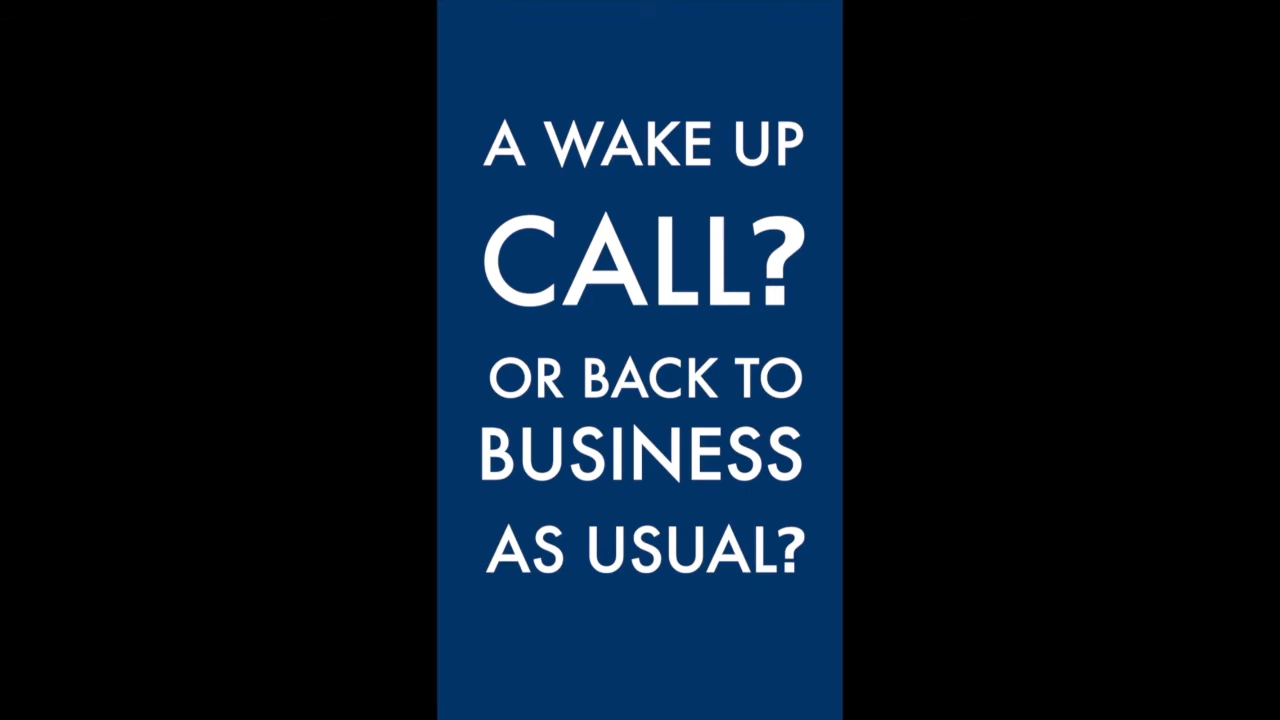 A WAKE UP
CALL?
OR BACK TO
BUSINESS
AS USUAL?